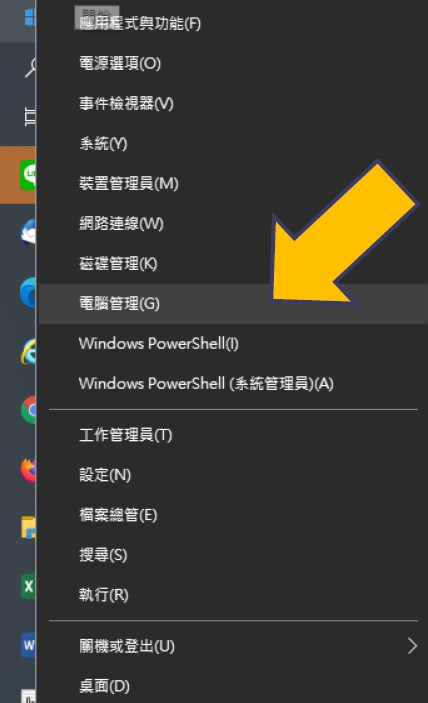 開始
應用程式與功能(F)
電源選項(O)
事件檢視器(V)
系統(Y)
裝置管理員(M)
網路連線(W)
磁碟管理(K)
電腦管理(G)
Windows PowerShell(I)
Windows PowerShell (系統管理員)(A)
工作管理員(T)
設定(N)
檔案總管(E)
搜尋(S)
執行(R)
關機或登出(U)
桌面(D)